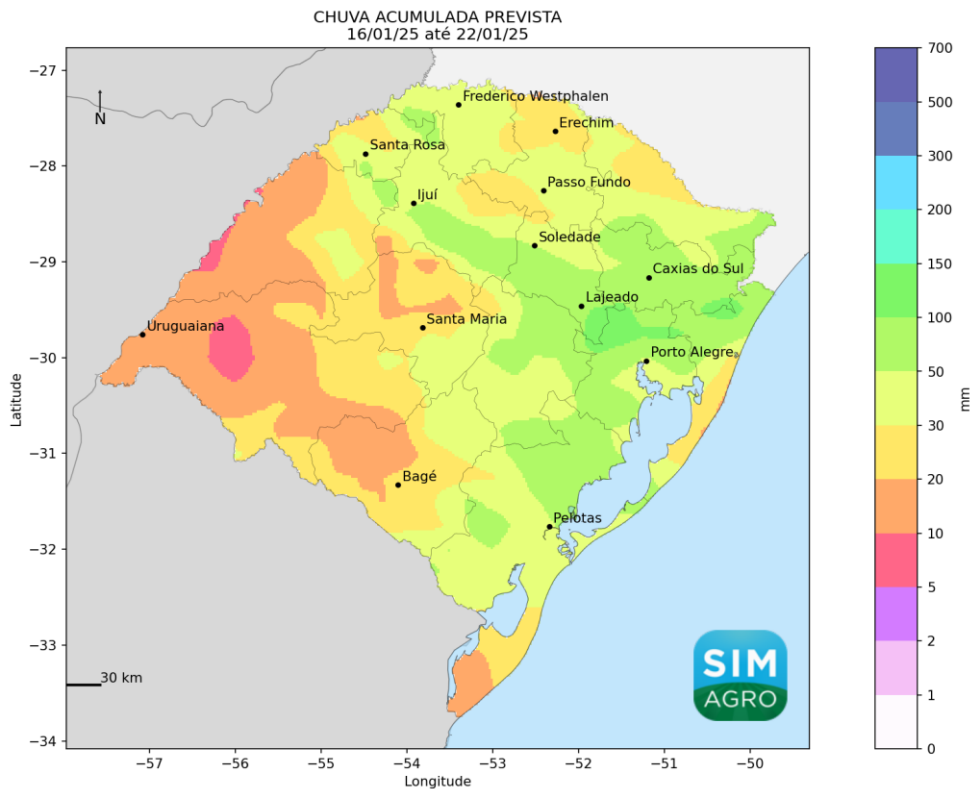 CHUVA ACUMULADA PREVISTA
16/01/25 até 22/01/25
−27
−28
−29
−30
−31
−32
−33
−34
Latitude
N
Frederico Westphalen
Erechim
Santa Rosa
Passo Fundo
Ijuí
Soledade
Caxias do Sul
Lajeado
Uruguaiana
Santa Maria
Porto Alegre
Bagé
Pelotas
30 km
SIM
AGRO
−57
−56
−55
−54
−53
−52
−51
−50
Longitude
700
500
300
200
150
100
50
30
20
10
5
2
1
0
mm